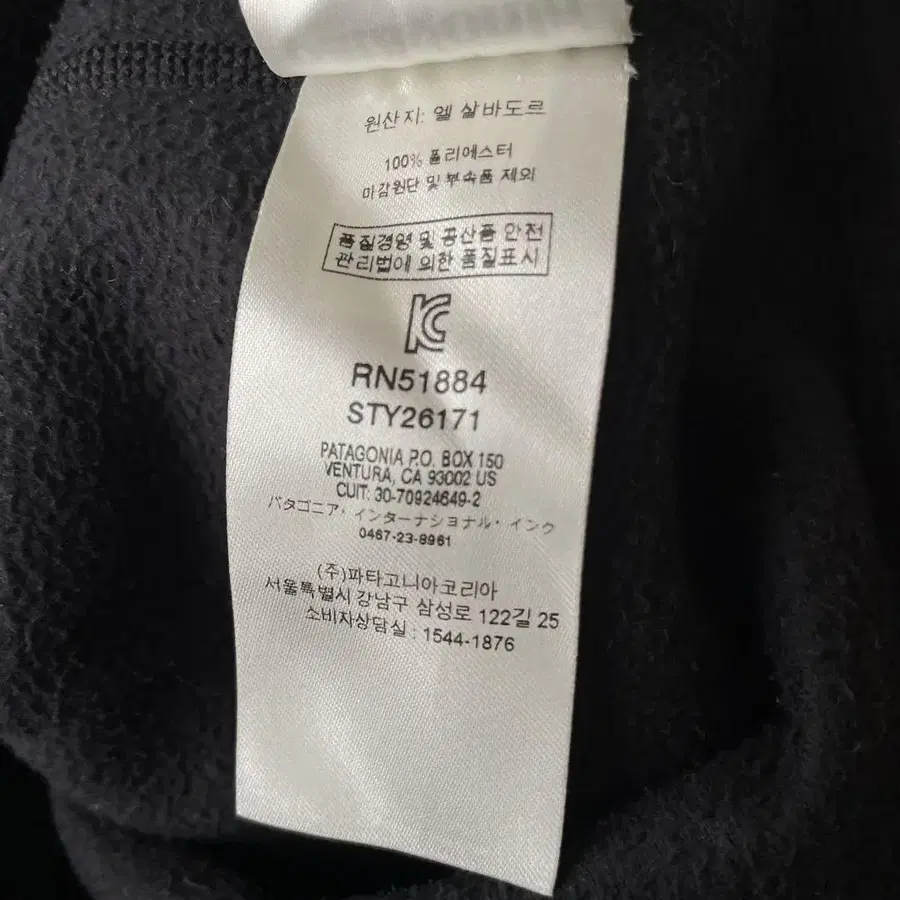 원산지: 엘 살바도르
100% 폴리에스터
마감원단 및 부속품 제외
품질경영 및 공산품 안전
관리법에 의한 품질표시
RN51884
STY26171
PATAGONIA P.O. BOX 150
VENTURA, CA 93002 US
CUIT: 30-70924649-2
パタゴニア・インターナショナル・インク
0467-23-8961
(주)파타고니아코리아
서울특별시 강남구 삼성로 122길 25
소비자상담실 : 1544-1876